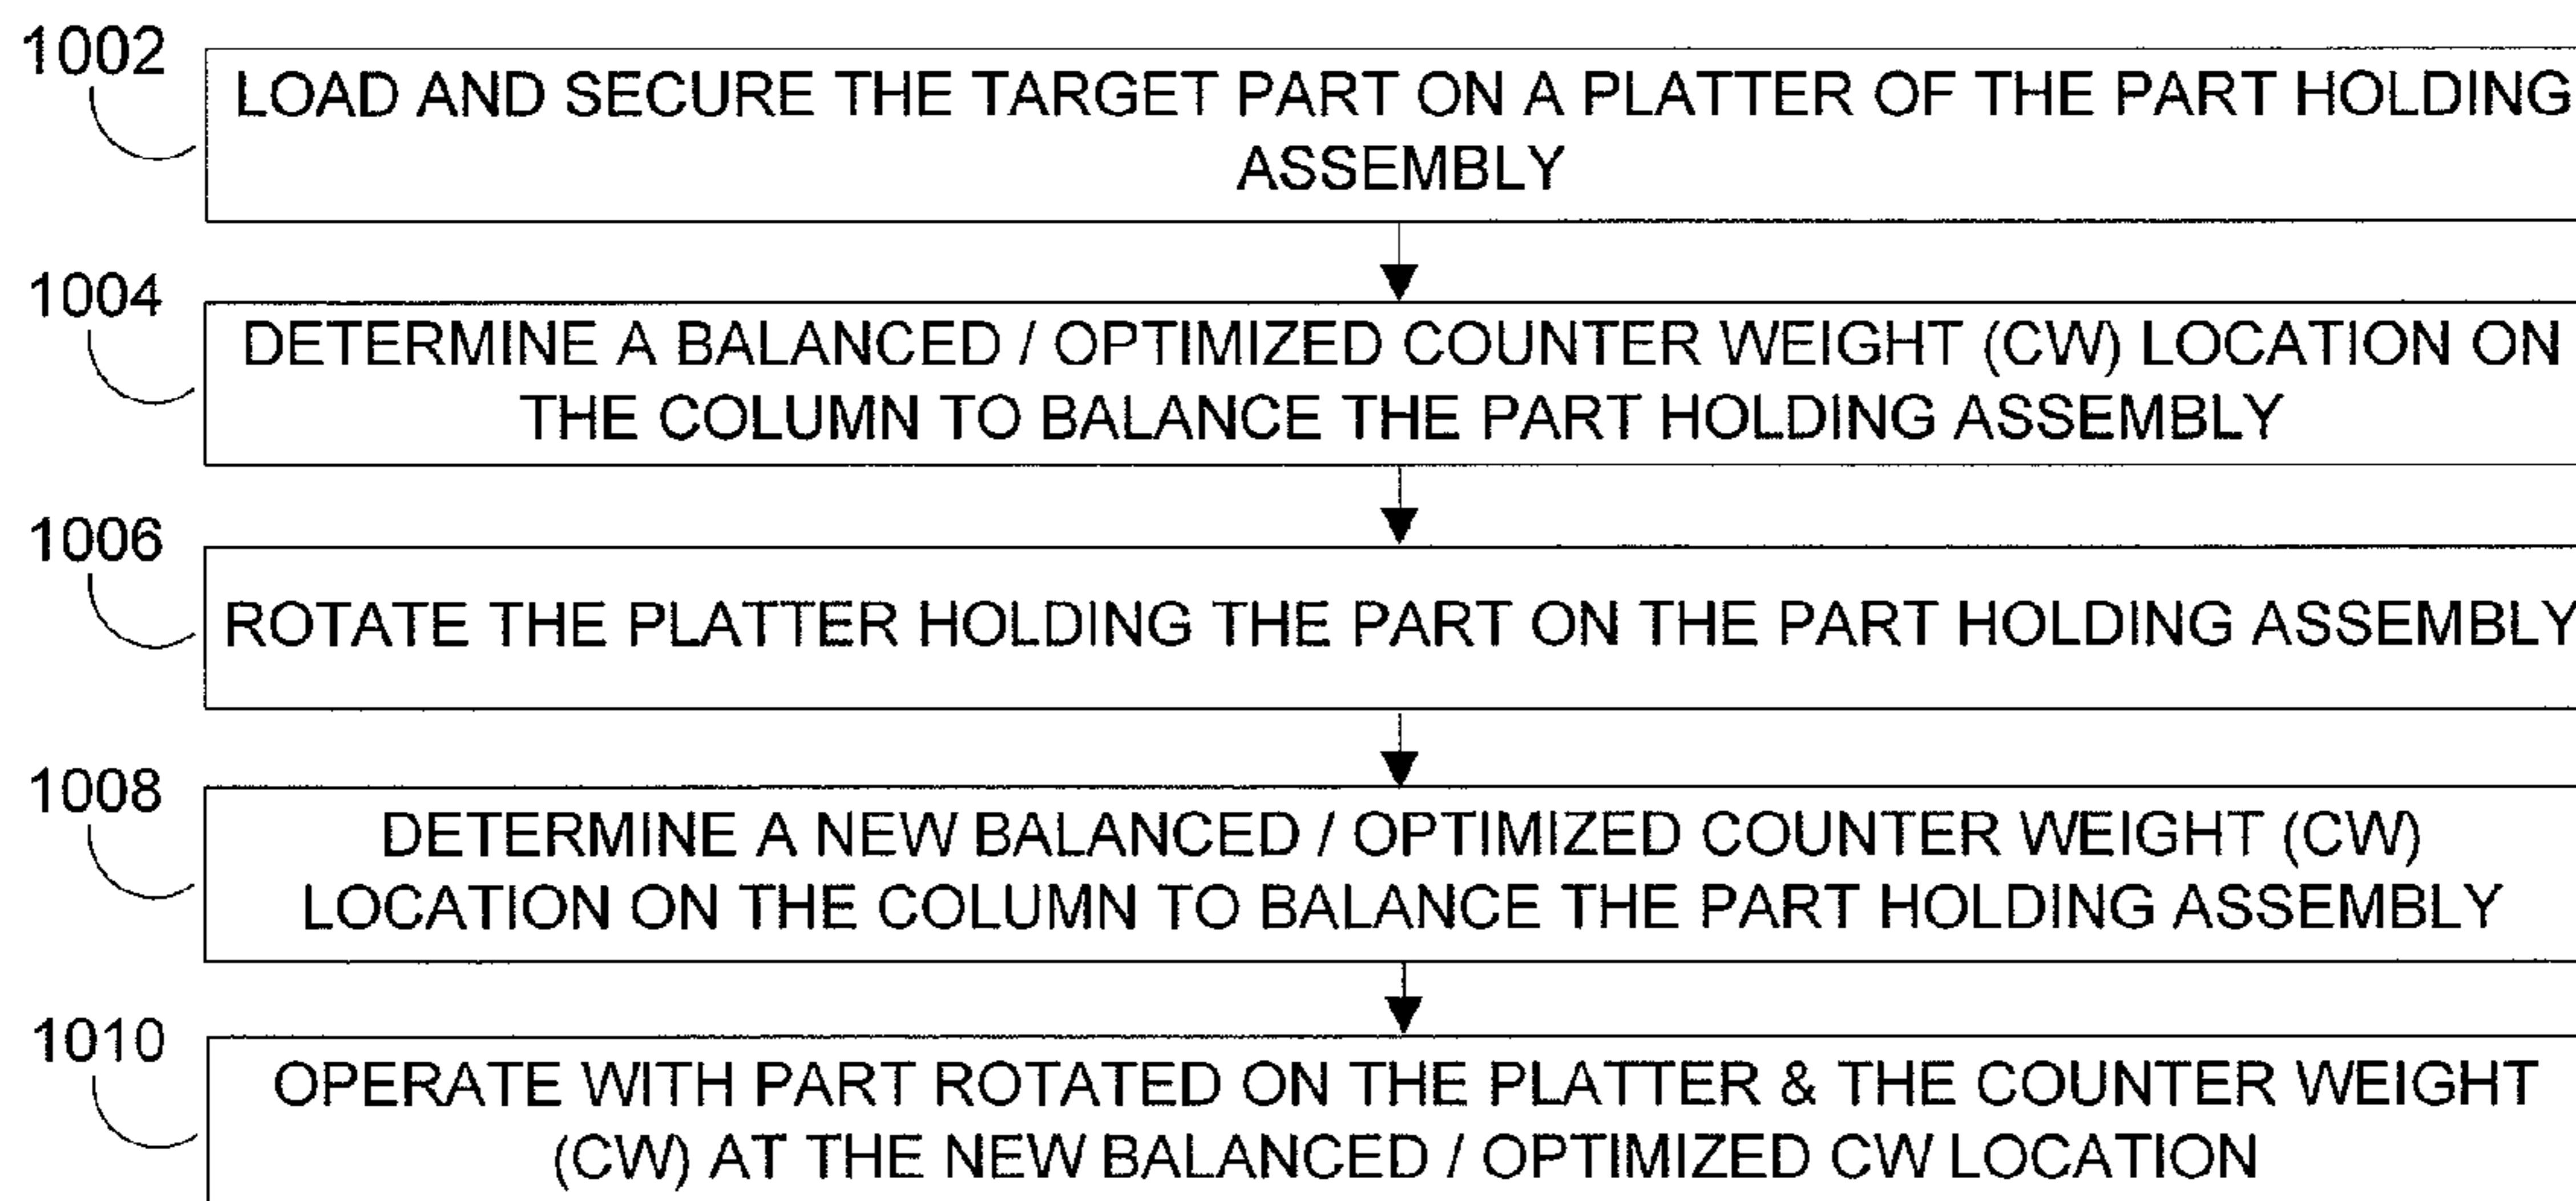 1002
LOAD AND SECURE THE TARGET PART ON A PLATTER OF THE PART HOLDING
ASSEMBLY
1004
DETERMINE A BALANCED / OPTIMIZED COUNTER WEIGHT (CW) LOCATION ON
THE COLUMN TO BALANCE THE PART HOLDING ASSEMBLY
1006
ROTATE THE PLATTER HOLDING THE PART ON THE PART HOLDING ASSEMBLY
1008
DETERMINE A NEW BALANCED / OPTIMIZED COUNTER WEIGHT (CW)
LOCATION ON THE COLUMN TO BALANCE THE PART HOLDING ASSEMBLY
1010
OPERATE WITH PART ROTATED ON THE PLATTER & THE COUNTER WEIGHT
(CW) AT THE NEW BALANCED / OPTIMIZED CW LOCATION